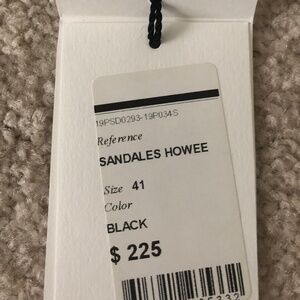 19PSD0293-19P034S
Reference
SANDALES HOWEE
Size 41
Color
BLACK
$ 225